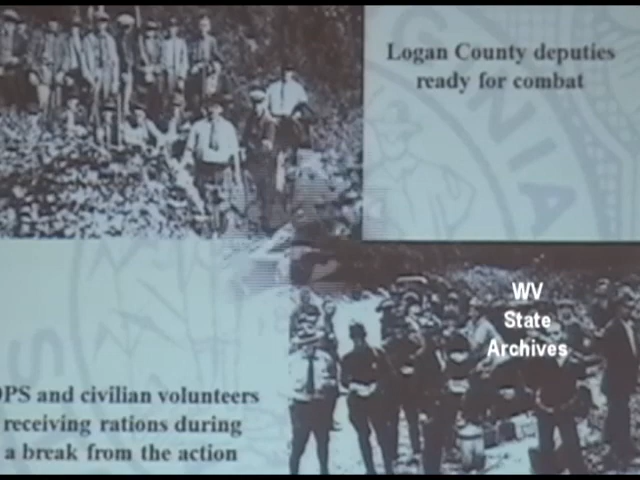 Logan County deputies
ready for combat
WV
State
Archives
and civilian volunteers
receiving rations during
a break from the action